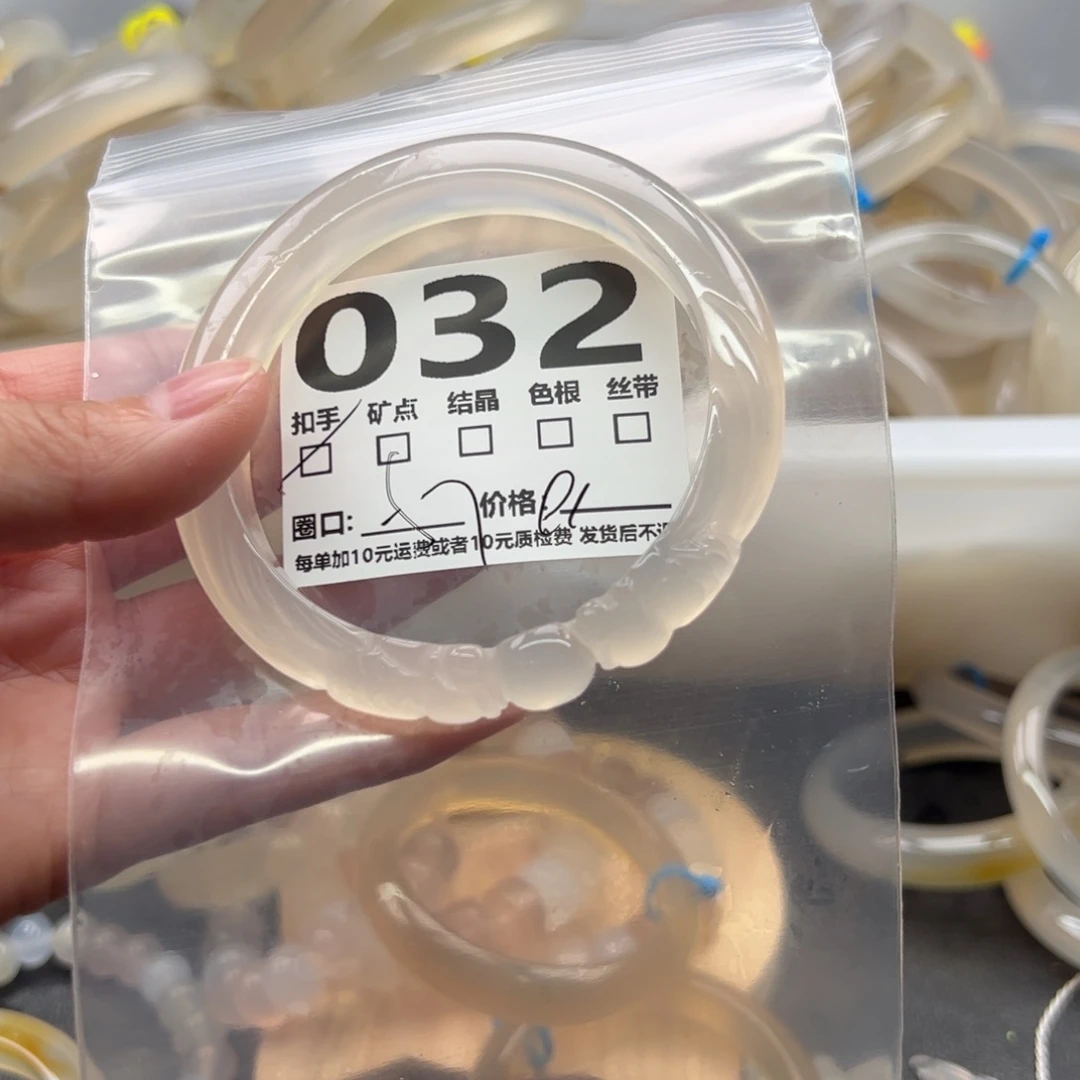 032
扣手 矿点 结晶 色根 丝带
圈口: 价格
每单加10元运费或者10元质检费 发货后不